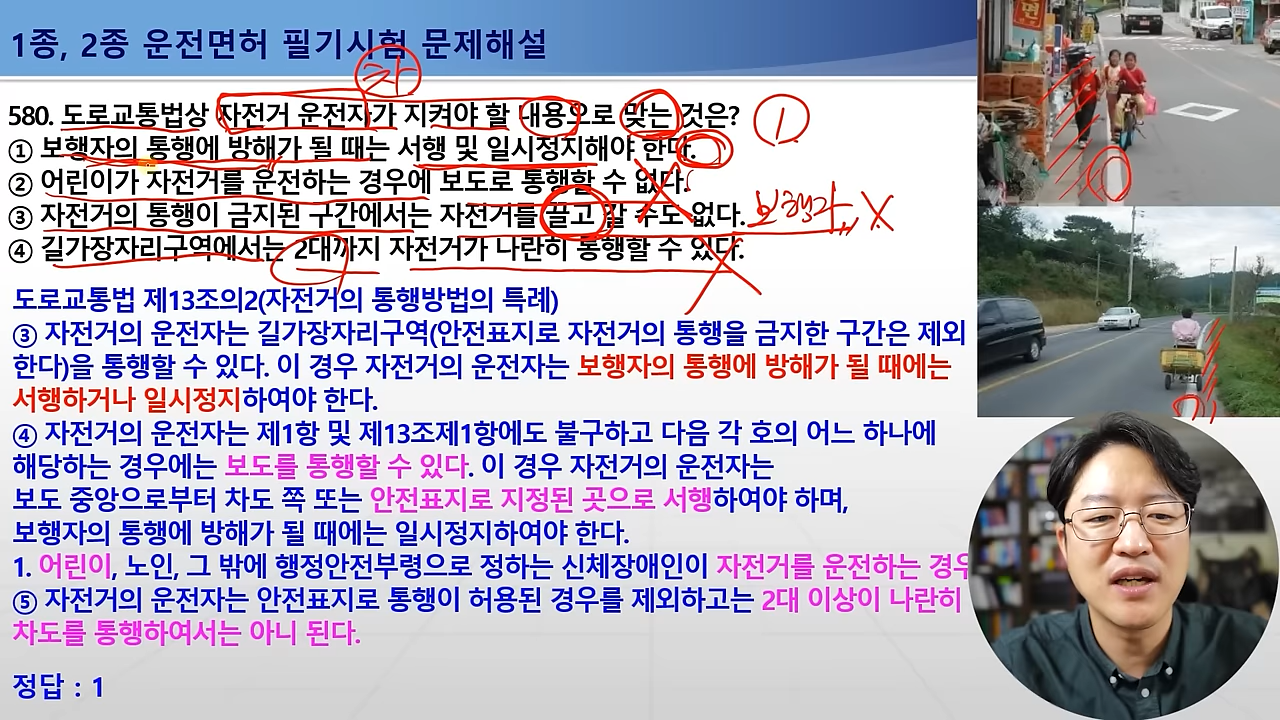 1종, 2종 운전면허 필기시험 문제해설
차
580. 도로교통법상 자전거 운전자가 지켜야 할 내용으로 맞는 것은?
①
① 보행자의 통행에 방해가 될 때는 서행 및 일시정지해야 한다.
② 어린이가 자전거를 운전하는 경우에 보도로 통행할 수 없다.
③ 자전거의 통행이 금지된 구간에서는 자전거를 끌고 갈 수도 없다.
보행자 X
④ 길가장자리구역에서는 2대까지 자전거가 나란히 통행할 수 있다.
도로교통법 제13조의2(자전거의 통행방법의 특례)
③ 자전거의 운전자는 길가장자리구역(안전표지로 자전거의 통행을 금지한 구간은 제외
한다)을 통행할 수 있다. 이 경우 자전거의 운전자는 보행자의 통행에 방해가 될 때에는
서행하거나 일시정지하여야 한다.
④ 자전거의 운전자는 제1항 및 제13조제1항에도 불구하고 다음 각 호의 어느 하나에
해당하는 경우에는 보도를 통행할 수 있다. 이 경우 자전거의 운전자는
보도 중앙으로부터 차도 쪽 또는 안전표지로 지정된 곳으로 서행하여야 하며,
보행자의 통행에 방해가 될 때에는 일시정지하여야 한다.
1. 어린이, 노인, 그 밖에 행정안전부령으로 정하는 신체장애인이 자전거를 운전하는 경우
⑤ 자전거의 운전자는 안전표지로 통행이 허용된 경우를 제외하고는 2대 이상이 나란히
차도를 통행하여서는 아니 된다.
정답 : 1